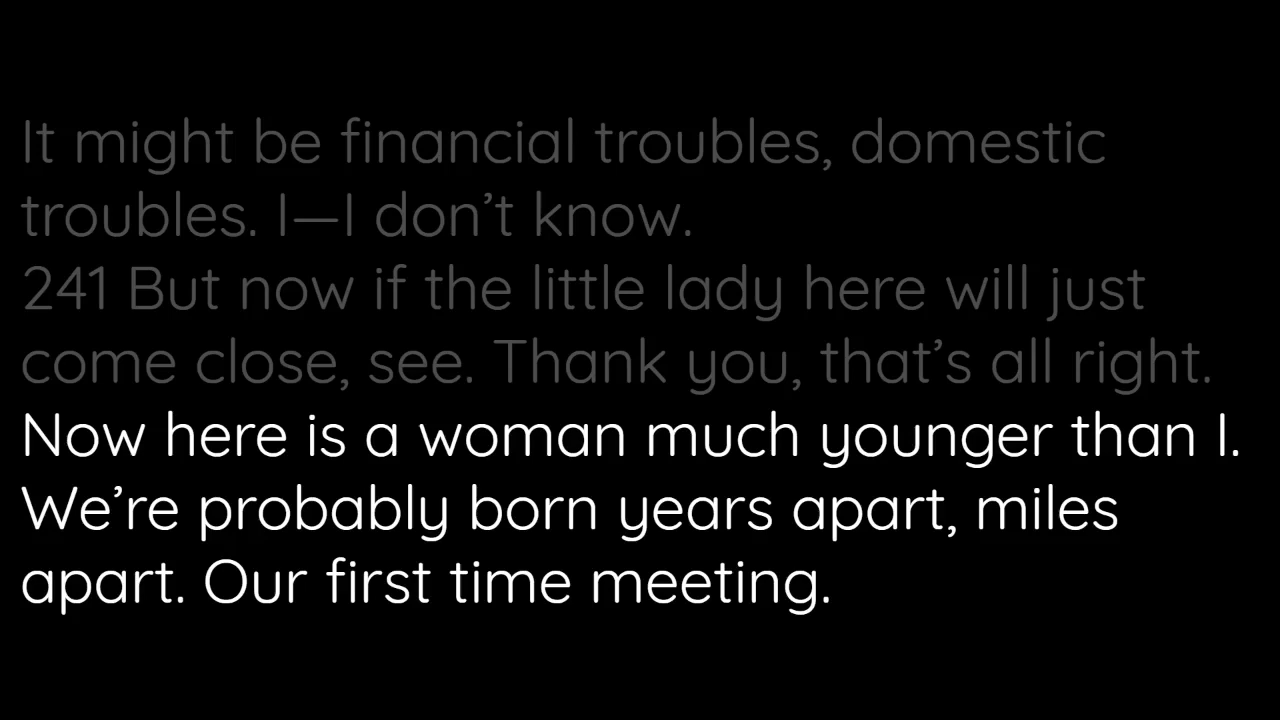 It might be financial troubles, domestic
troubles. I—I don’t know.
241 But now if the little lady here will just
come close, see. Thank you, that’s all right.
Now here is a woman much younger than I.
We’re probably born years apart, miles
apart. Our first time meeting.